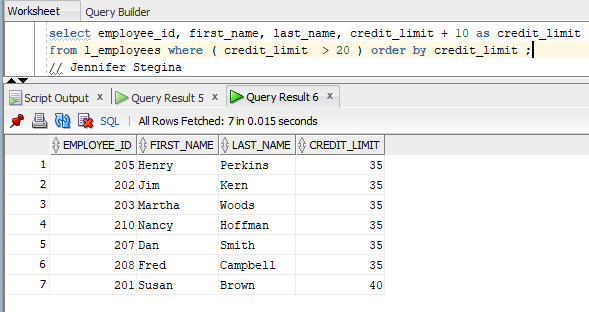 Worksheet Query Builder
select employee_id, first_name, last_name, credit_limit + 10 as credit_limit
from l_employees where ( credit_limit  > 20 ) order by credit_limit ;
// Jennifer Stegina
Script Output x Query Result 5 x Query Result 6 x
SQL | All Rows Fetched: 7 in 0.015 seconds
EMPLOYEE_ID FIRST_NAME LAST_NAME CREDIT_LIMIT
1 205 Henry Perkins 35
2 202 Jim Kern 35
3 203 Martha Woods 35
4 210 Nancy Hoffman 35
5 207 Dan Smith 35
6 208 Fred Campbell 35
7 201 Susan Brown 40